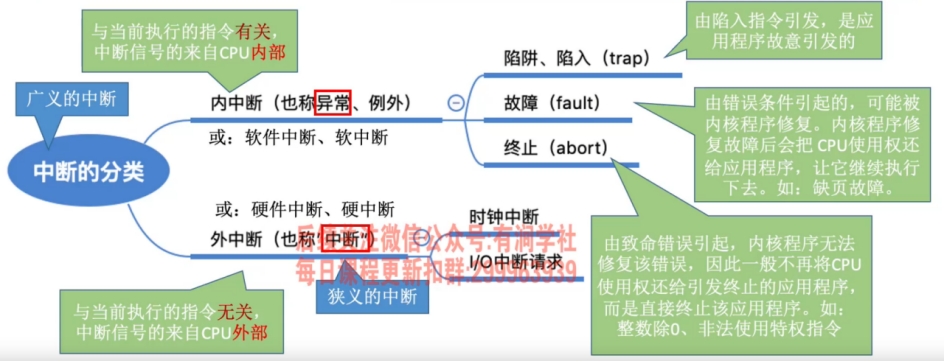 与当前执行的指令有关，
中断信号的来自CPU内部
由陷入指令引发，是应
用程序故意引发的
广义的中断
陷阱、陷入（trap）
内中断（也称异常、例外）
故障（fault）
或：软件中断、软中断
终止（abort）
由错误条件引起的，可能被
内核程序修复。内核程序修
复故障后会把 CPU使用权还
给应用程序，让它继续执行
下去。如：缺页故障。
中断的分类
或：硬件中断、硬中断
外中断（也称“中断”）
时钟中断
I/O中断请求
狭义的中断
与当前执行的指令无关，
中断信号的来自CPU外部
由致命错误引起，内核程序无法
修复该错误，因此一般不再将CPU
使用权还给引发终止的应用程序，
而是直接终止该应用程序。如：
整数除0、非法使用特权指令
微信公众号:有涧学社
每日课程更新扣群:299963939